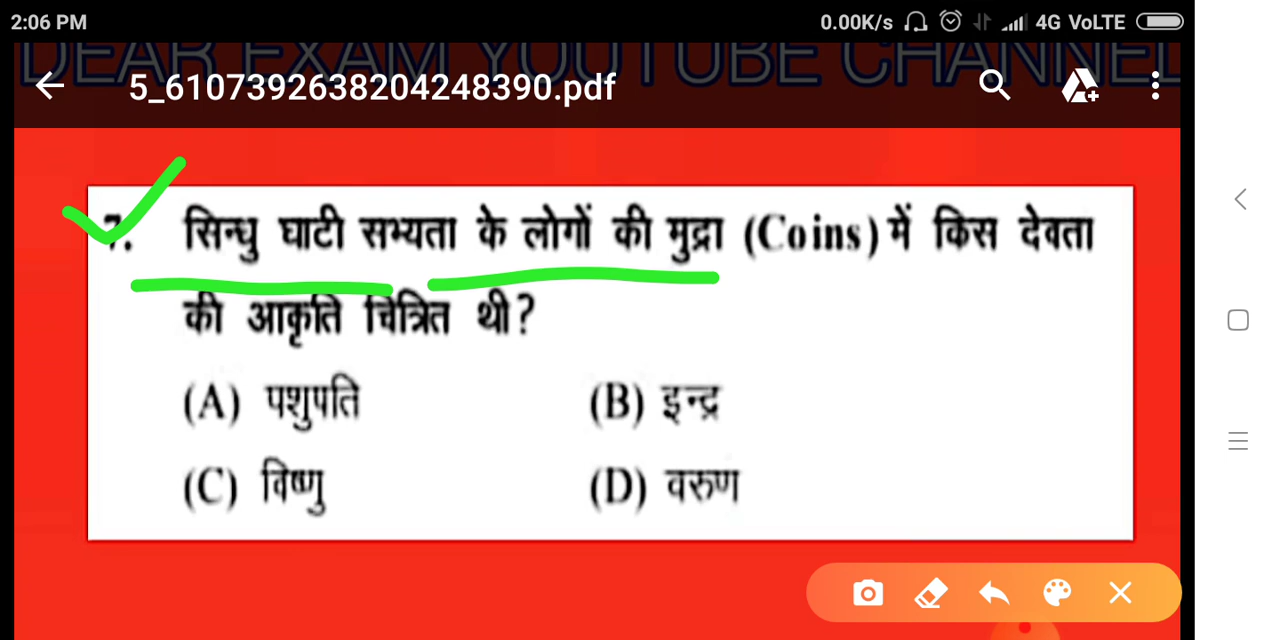 2:06 PM 0.00K/s 4G VoLTE
DEAR EXAM YOUTUBE CHANNEL
5_6107392638204248390.pdf
7. सिन्धु घाटी सभ्यता के लोगों की मुद्रा (Coins) में किस देवता
की आकृति चित्रित थी?
(A) पशुपति (B) इन्द्र
(C) विष्णु (D) वरुण